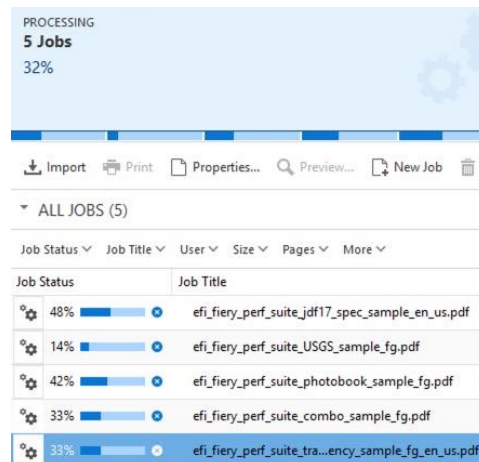 PROCESSING
5 Jobs
32%
Import Print Properties... Preview... New Job
ALL JOBS (5)
Job Status Job Title User Size Pages More
Job Status Job Title
48% efi_fiery_perf_suite_jdf17_spec_sample_en_us.pdf
14% efi_fiery_perf_suite_USGS_sample_fg.pdf
42% efi_fiery_perf_suite_photobook_sample_fg.pdf
33% efi_fiery_perf_suite_combo_sample_fg.pdf
33% efi_fiery_perf_suite_tra...ency_sample_fg_en_us.pdf